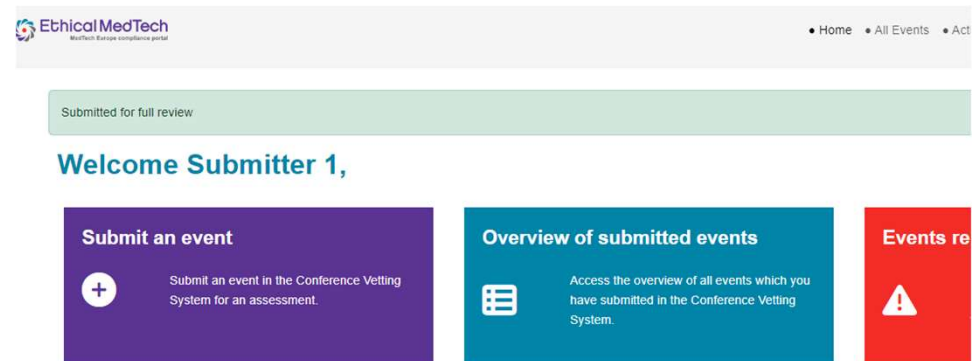 Ethical MedTech
MedTech Europe compliance portal
• Home • All Events • Act
Submitted for full review
Welcome Submitter 1,
Submit an event
Submit an event in the Conference Vetting
System for an assessment.
Overview of submitted events
Access the overview of all events which you
have submitted in the Conference Vetting
System.
Events re